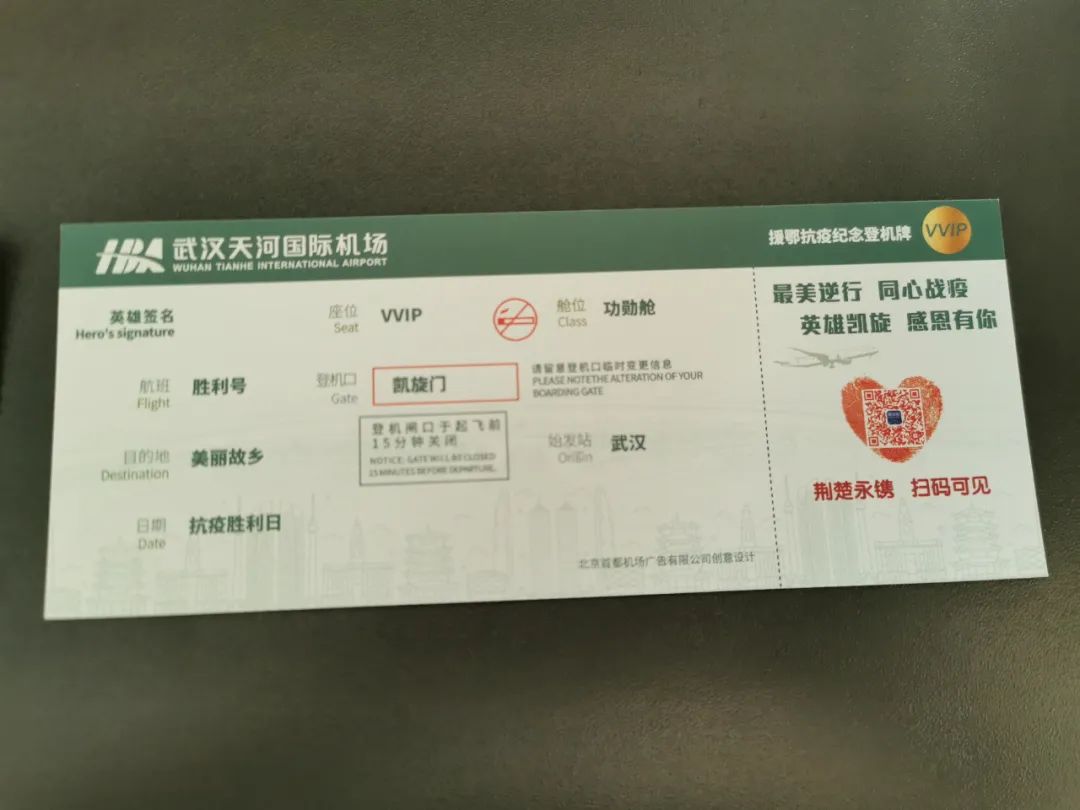 HBA 武汉天河国际机场
WUHAN TIANHE INTERNATIONAL AIRPORT
援鄂抗疫纪念登机牌 VVIP
英雄签名
Hero's signature
座位 VVIP
Seat
舱位 功勋舱
Class
航班 胜利号
Flight
登机口 凯旋门
Gate
请留意登机口临时变更信息
PLEASE NOTETHE ALTERATION OF YOUR
BOARDING GATE
目的地 美丽故乡
Destination
登机闸口于起飞前
15分钟关闭
NOTICE: GATE WILL BE CLOSED
15 MINUTES BEFORE DEPARTURE.
始发站 武汉
Origin
日期 抗疫胜利日
Date
北京首都机场广告有限公司创意设计
最美逆行 同心战疫
英雄凯旋 感恩有你
荆楚永镌 扫码可见